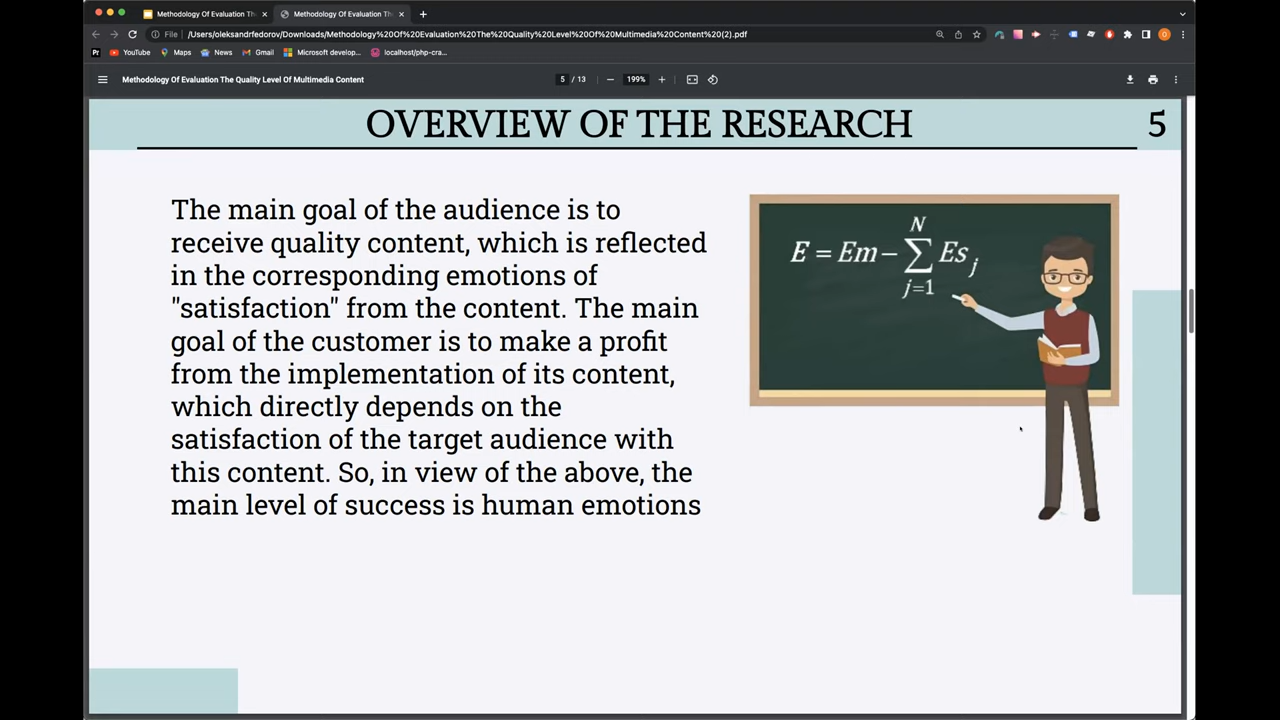 Methodology Of Evaluation Th
Methodology Of Evaluation Th
File
/Users/oleksandrfedorov/Downloads/Methodology%20Of%20Evaluation%20The%20Quality%20Level%20Of%20Multimedia%20Content%20(2).pdf
Pr YouTube Maps News Gmail Microsoft develop... localhost/php-cra...
Methodology Of Evaluation The Quality Level Of Multimedia Content
5 / 13
199%
OVERVIEW OF THE RESEARCH
5
The main goal of the audience is to
receive quality content, which is reflected
in the corresponding emotions of
"satisfaction" from the content. The main
goal of the customer is to make a profit
from the implementation of its content,
which directly depends on the
satisfaction of the target audience with
this content. So, in view of the above, the
main level of success is human emotions
N
E = Em − ∑ Es j
j=1